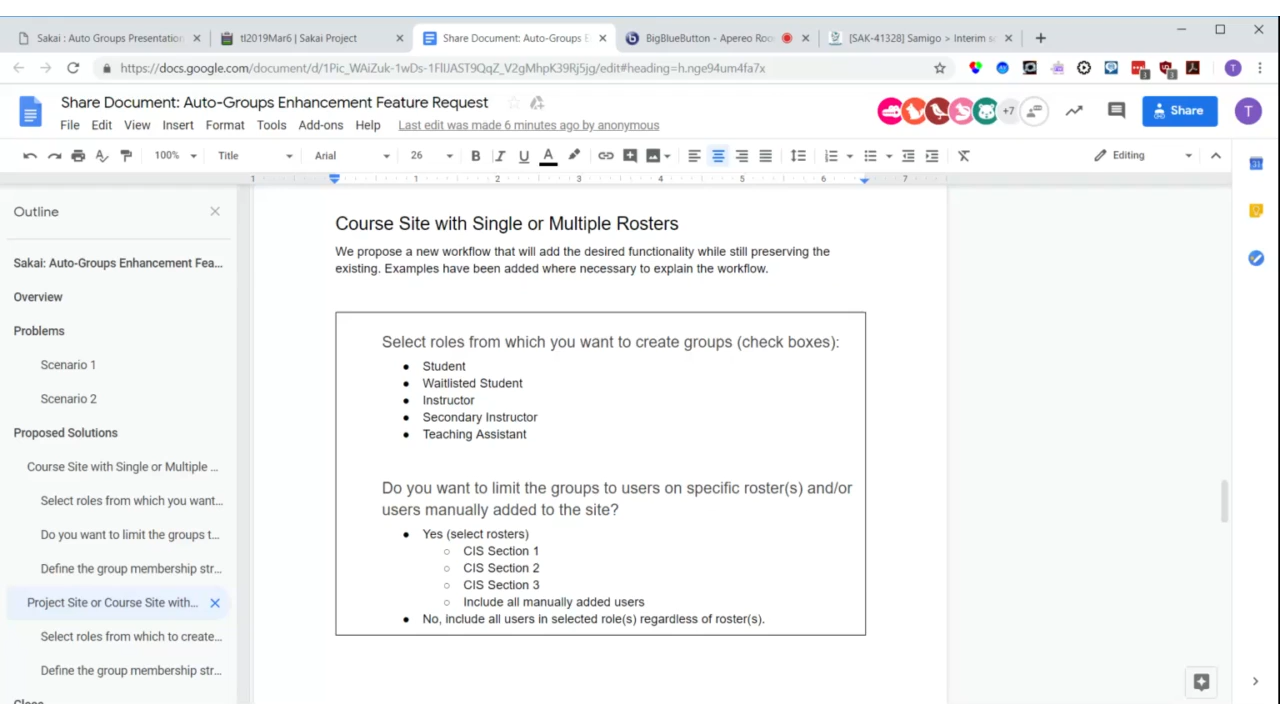 Sakai : Auto Groups Presentation
tl2019Mar6 | Sakai Project
Share Document: Auto-Groups E
BigBlueButton - Apereo Roo
[SAK-41328] Samigo > Interim s
https://docs.google.com/document/d/1Pic_WAiZuk-1wDs-1FlIJAST9QqZ_V2gMhpK39Rj5jg/edit#heading=h.nge94um4fa7x
Share Document: Auto-Groups Enhancement Feature Request
+7
Share
T
File Edit View Insert Format Tools Add-ons Help Last edit was made 6 minutes ago by anonymous
100% Title Arial 26 B I U A Editing
1 1 2 3 4 5 6 7
Outline
Sakai: Auto-Groups Enhancement Fea...
Overview
Problems
Scenario 1
Scenario 2
Proposed Solutions
Course Site with Single or Multiple ...
Select roles from which you want...
Do you want to limit the groups t...
Define the group membership str...
Project Site or Course Site with...
Select roles from which to create...
Define the group membership str...
Close
Course Site with Single or Multiple Rosters
We propose a new workflow that will add the desired functionality while still preserving the
existing. Examples have been added where necessary to explain the workflow.
Select roles from which you want to create groups (check boxes):
● Student
● Waitlisted Student
● Instructor
● Secondary Instructor
● Teaching Assistant
Do you want to limit the groups to users on specific roster(s) and/or
users manually added to the site?
● Yes (select rosters)
○ CIS Section 1
○ CIS Section 2
○ CIS Section 3
○ Include all manually added users
● No, include all users in selected role(s) regardless of roster(s).